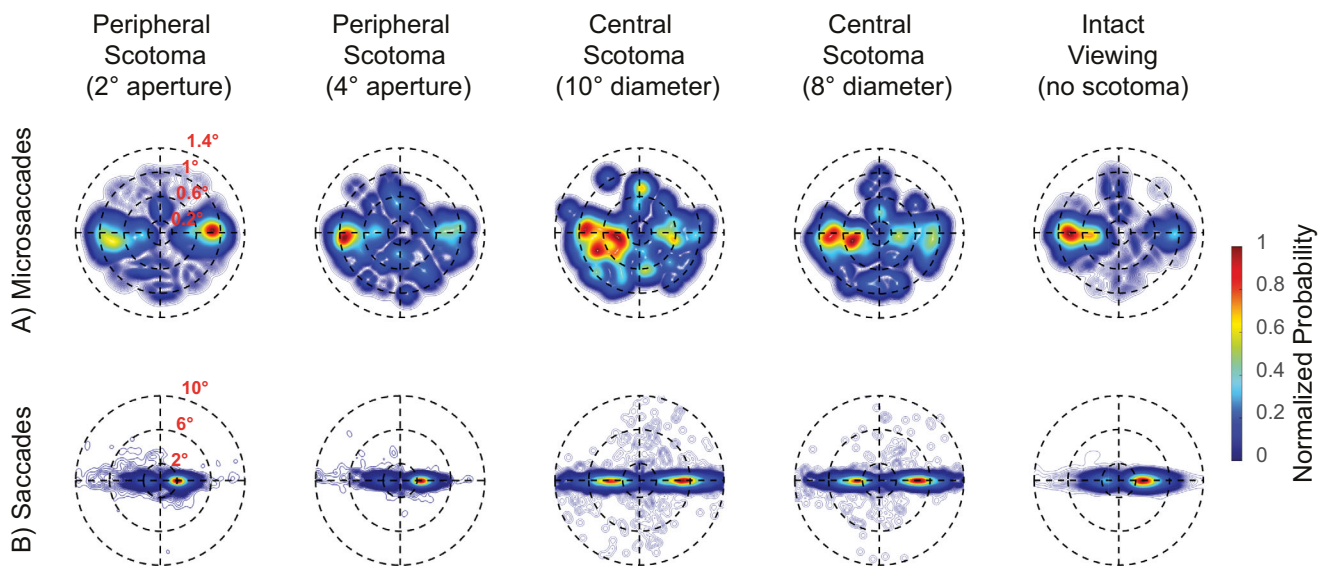 Peripheral
Scotoma
(2° aperture)
Peripheral
Scotoma
(4° aperture)
Central
Scotoma
(10° diameter)
Central
Scotoma
(8° diameter)
Intact
Viewing
(no scotoma)
A) Microsaccades
1.4°
1°
0.6°
0.2°
B) Saccades
10°
6°
2°
1
0.8
0.6
0.4
0.2
0
Normalized Probability